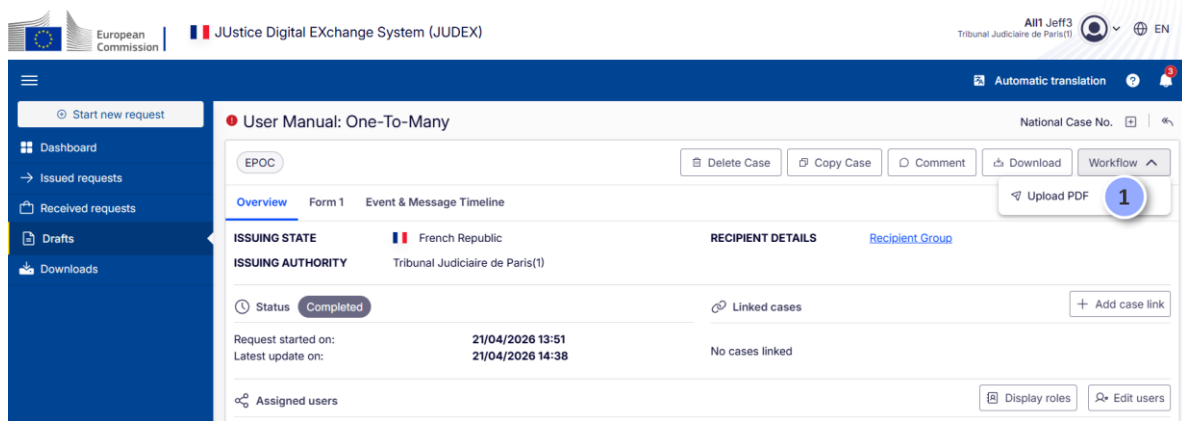 European
Commission
JUstice Digital EXchange System (JUDEX)
All1 Jeff3
Tribunal Judiciaire de Paris(1)
EN
Automatic translation
?
3
Start new request
Dashboard
Issued requests
Received requests
Drafts
Downloads
User Manual: One-To-Many
National Case No.
EPOC
Delete Case
Copy Case
Comment
Download
Workflow
Upload PDF
1
Overview Form 1 Event & Message Timeline
ISSUING STATE French Republic
RECIPIENT DETAILS Recipient Group
ISSUING AUTHORITY Tribunal Judiciaire de Paris(1)
Status Completed
Linked cases
+ Add case link
Request started on: 21/04/2026 13:51
Latest update on: 21/04/2026 14:38
No cases linked
Assigned users
Display roles
Edit users